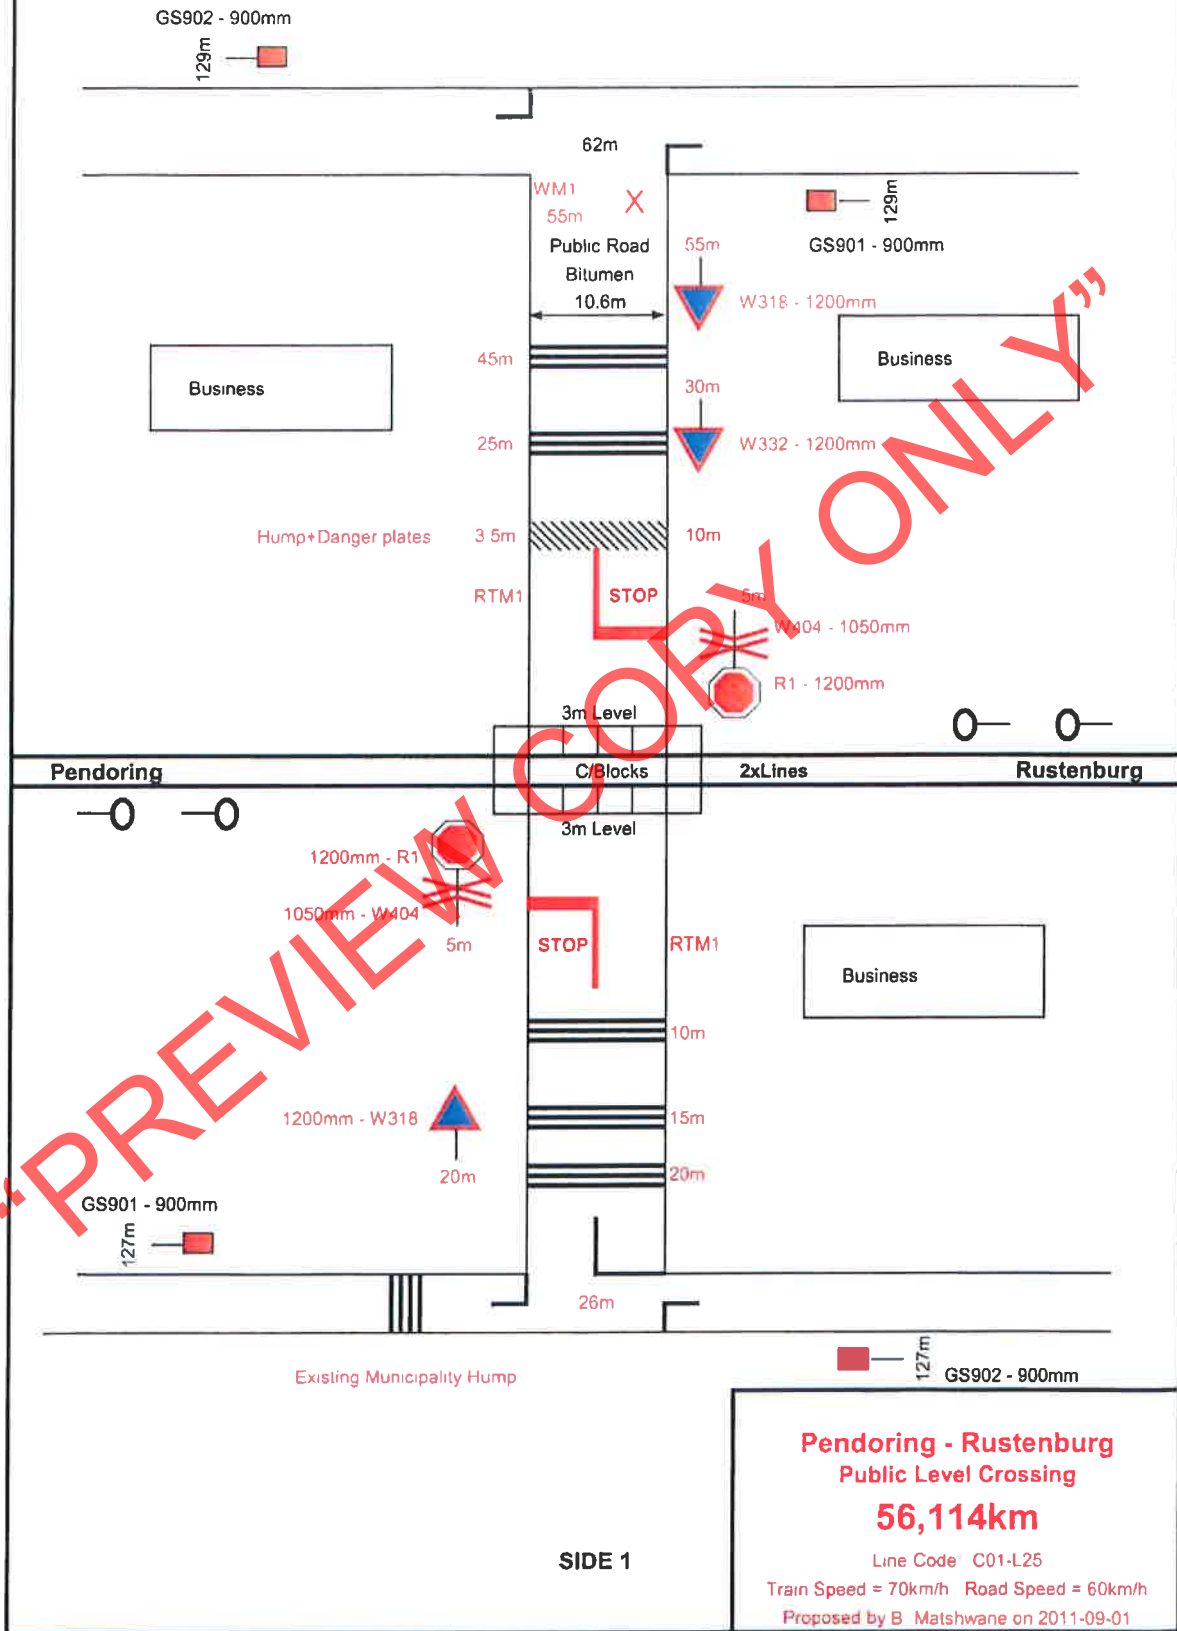 GS902 - 900mm
129m
62m
WM1
X
55m
129m
GS901 - 900mm
Public Road
Bitumen
10.6m
55m
W318 - 1200mm
45m
Business
Business
30m
25m
W332 - 1200mm
Hump+Danger plates
3 5m
10m
RTM1
STOP
5m
W404 - 1050mm
R1 - 1200mm
3m Level
Pendoring
C/Blocks
2xLines
Rustenburg
3m Level
1200mm - R1
1050mm - W404
5m
STOP
RTM1
Business
10m
1200mm - W318
15m
20m
20m
GS901 - 900mm
127m
26m
Existing Municipality Hump
127m
GS902 - 900mm
Pendoring - Rustenburg
Public Level Crossing
56,114km
Line Code C01-L25
Train Speed = 70km/h Road Speed = 60km/h
Proposed by B Matshwane on 2011-09-01
SIDE 1
“PREVIEW COPY ONLY”